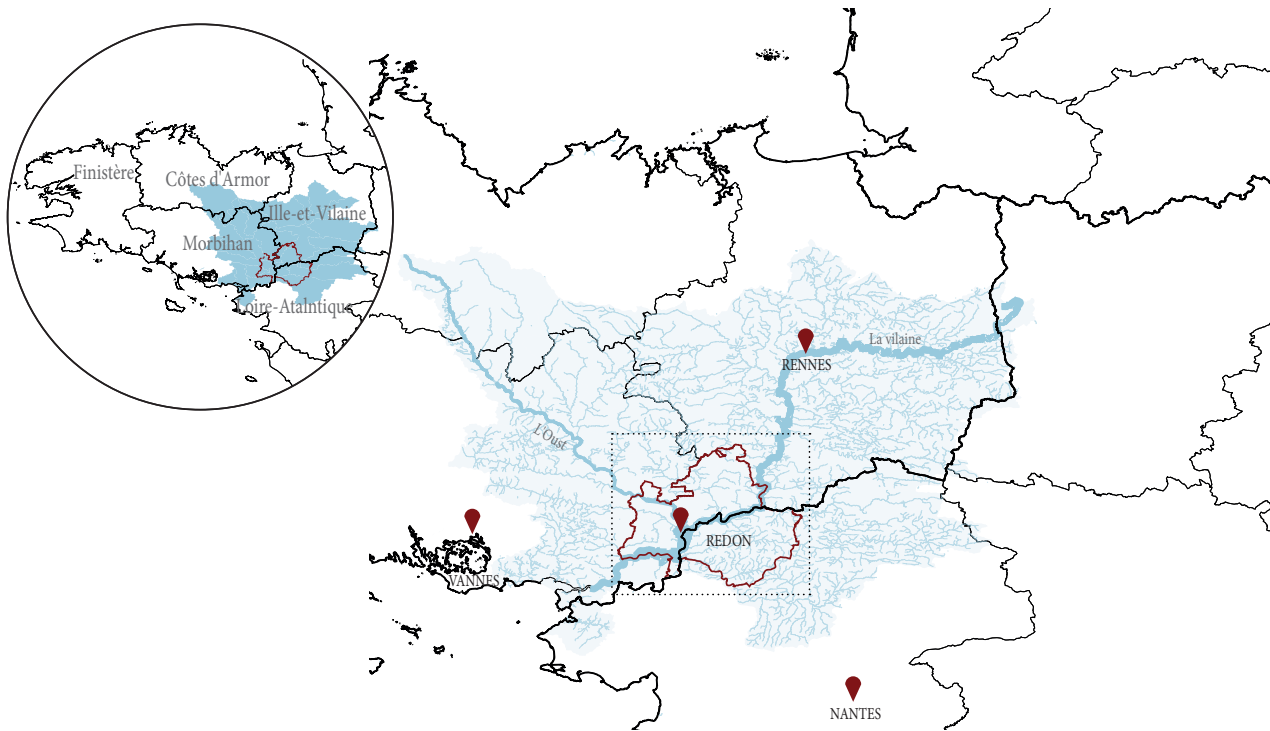 Finistère
Côtes d'Armor
Ille-et-Vilaine
Morbihan
Loire-Atalntique
La vilaine
RENNES
L'Oust
REDON
VANNES
NANTES